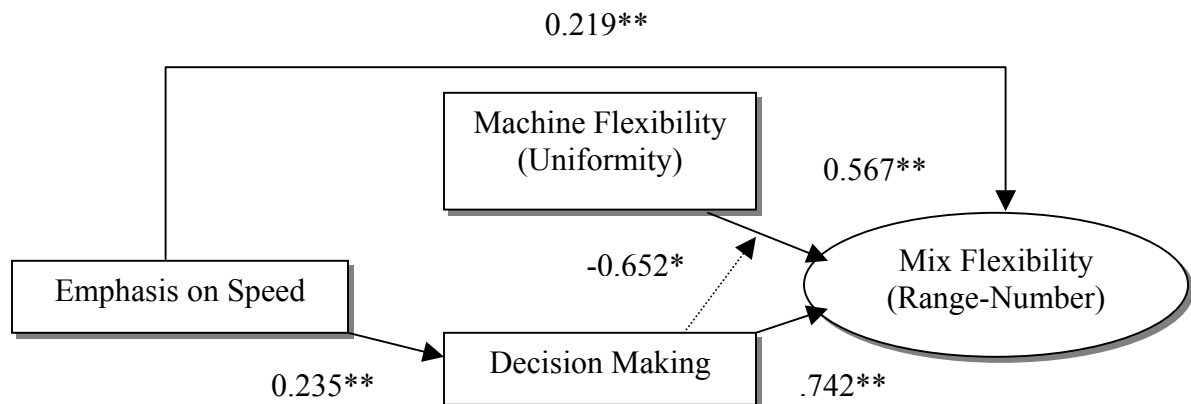 0.219**
Machine Flexibility
(Uniformity)
0.567**
-0.652*
Mix Flexibility
(Range-Number)
Emphasis on Speed
Decision Making
0.235**
.742**